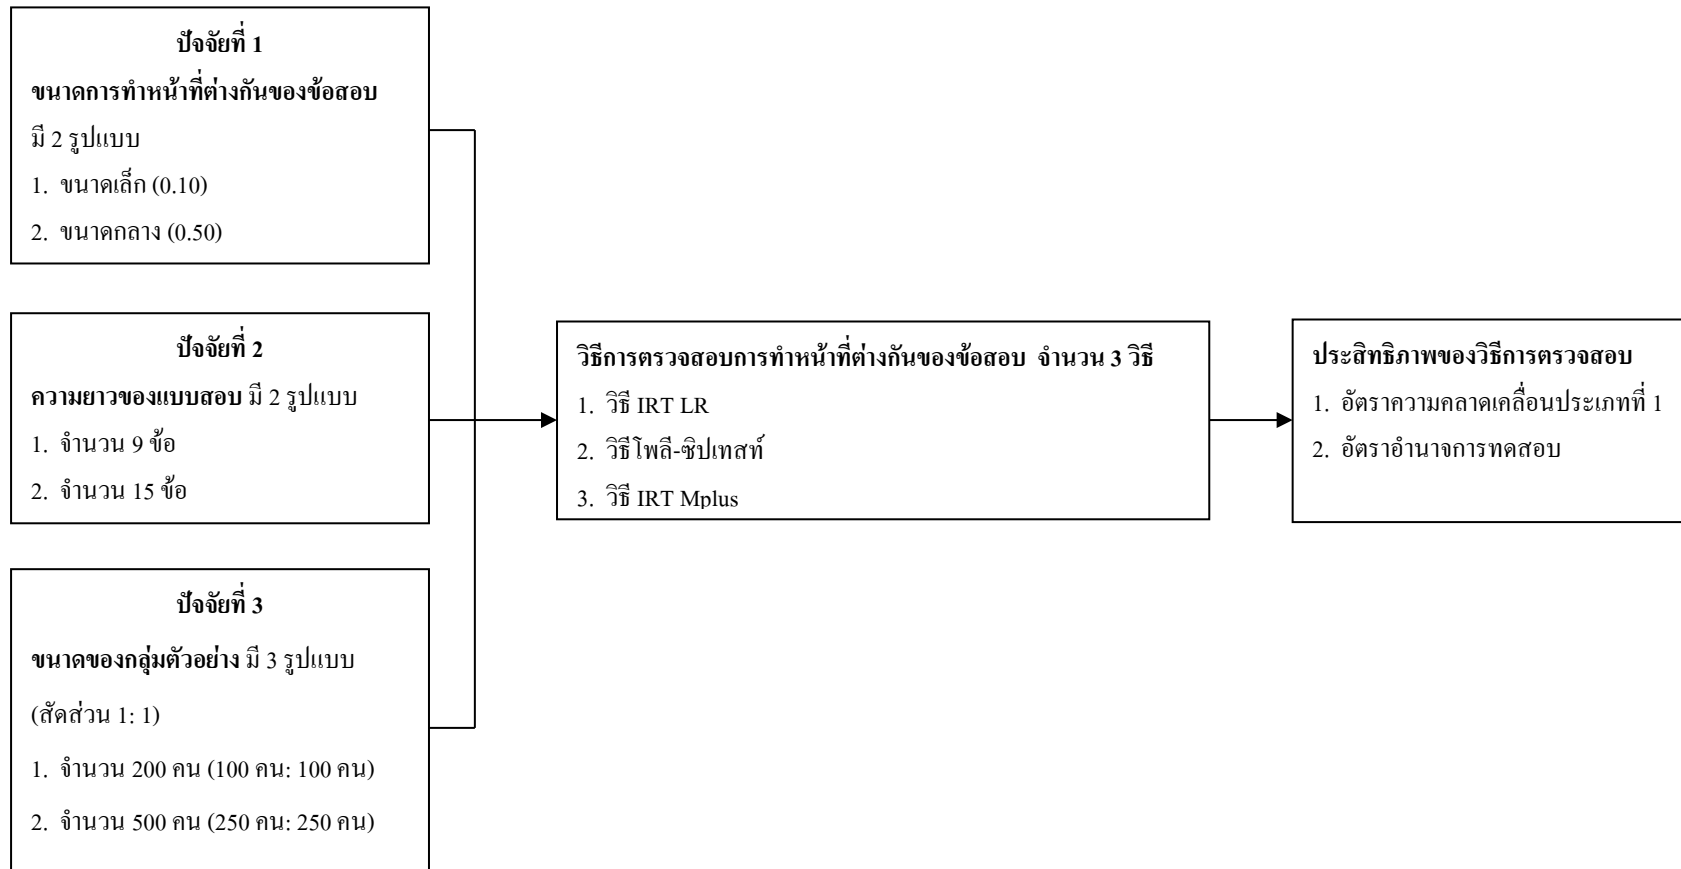 ปัจจัยที่ 1
ขนาดการทำหน้าที่ต่างกันของข้อสอบ
มี 2 รูปแบบ
1. ขนาดเล็ก (0.10)
2. ขนาดกลาง (0.50)
ปัจจัยที่ 2
ความยาวของแบบสอบ มี 2 รูปแบบ
1. จำนวน 9 ข้อ
2. จำนวน 15 ข้อ
ปัจจัยที่ 3
ขนาดของกลุ่มตัวอย่าง มี 3 รูปแบบ
(สัดส่วน 1: 1)
1. จำนวน 200 คน (100 คน: 100 คน)
2. จำนวน 500 คน (250 คน: 250 คน)
วิธีการตรวจสอบการทำหน้าที่ต่างกันของข้อสอบ จำนวน 3 วิธี
1. วิธี IRT LR
2. วิธีโพลี-ซิปเทสท์
3. วิธี IRT Mplus
ประสิทธิภาพของวิธีการตรวจสอบ
1. อัตราความคลาดเคลื่อนประเภทที่ 1
2. อัตราอำนาจการทดสอบ